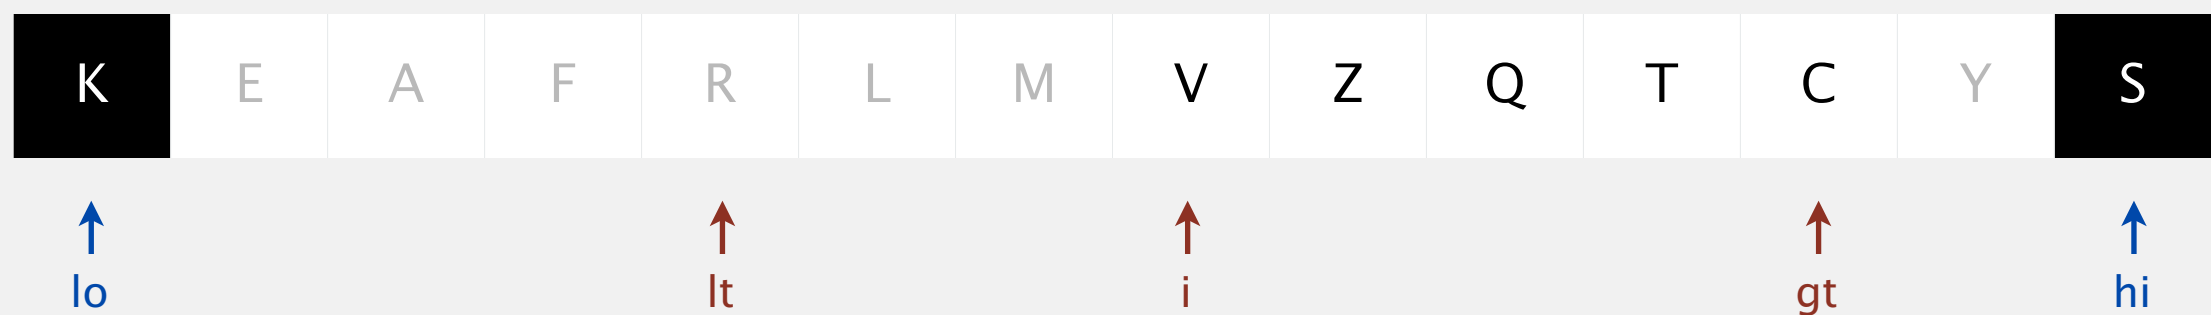 K E A F R L M V Z Q T C Y S
lo lt i gt hi